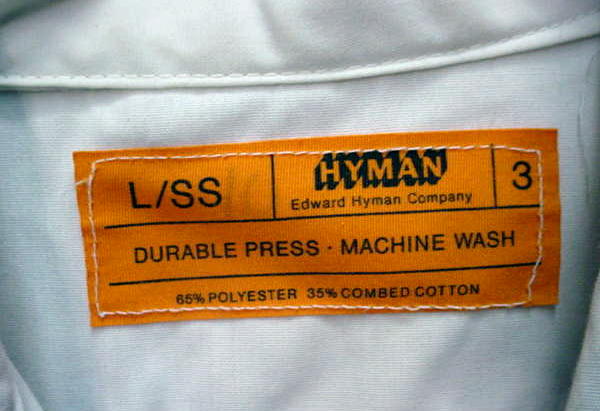 L/SS
HYMAN
3
Edward Hyman Company
DURABLE PRESS · MACHINE WASH
65% POLYESTER 35% COMBED COTTON